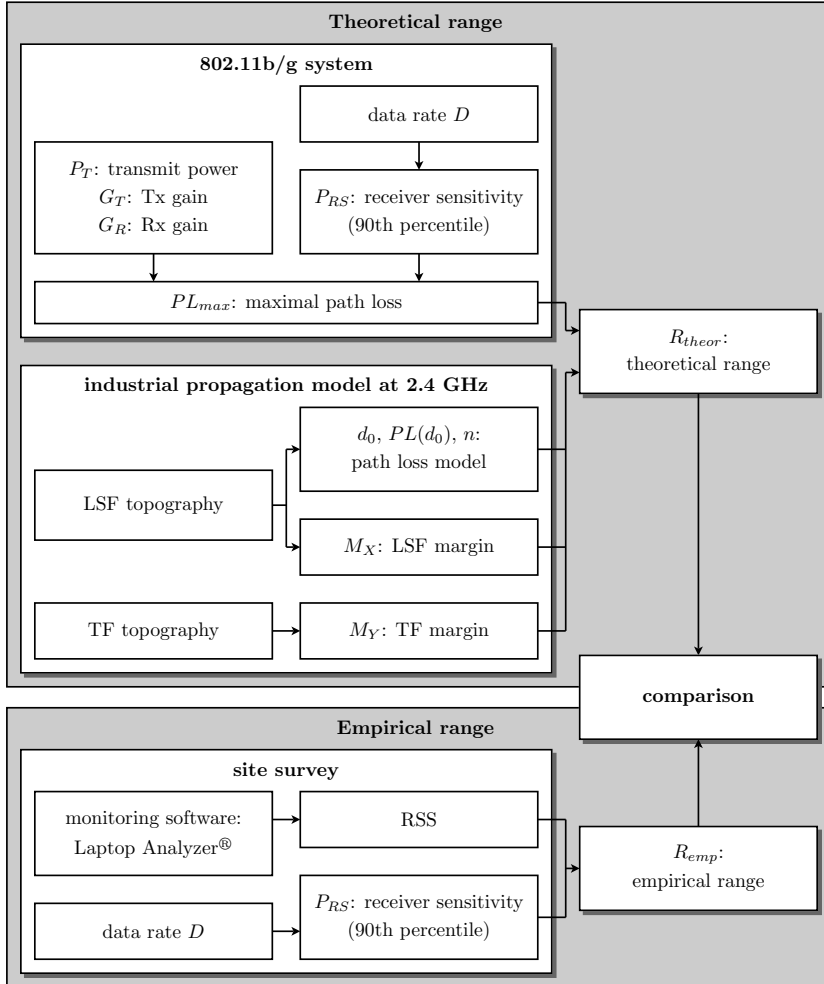 Theoretical range
802.11b/g system
data rate D
P_T: transmit power
G_T: Tx gain
G_R: Rx gain
P_RS: receiver sensitivity
(90th percentile)
PL_max: maximal path loss
R_theor:
theoretical range
industrial propagation model at 2.4 GHz
d_0, PL(d_0), n:
path loss model
LSF topography
M_X: LSF margin
TF topography
M_Y: TF margin
comparison
Empirical range
site survey
monitoring software:
Laptop Analyzer®
RSS
R_emp:
empirical range
data rate D
P_RS: receiver sensitivity
(90th percentile)